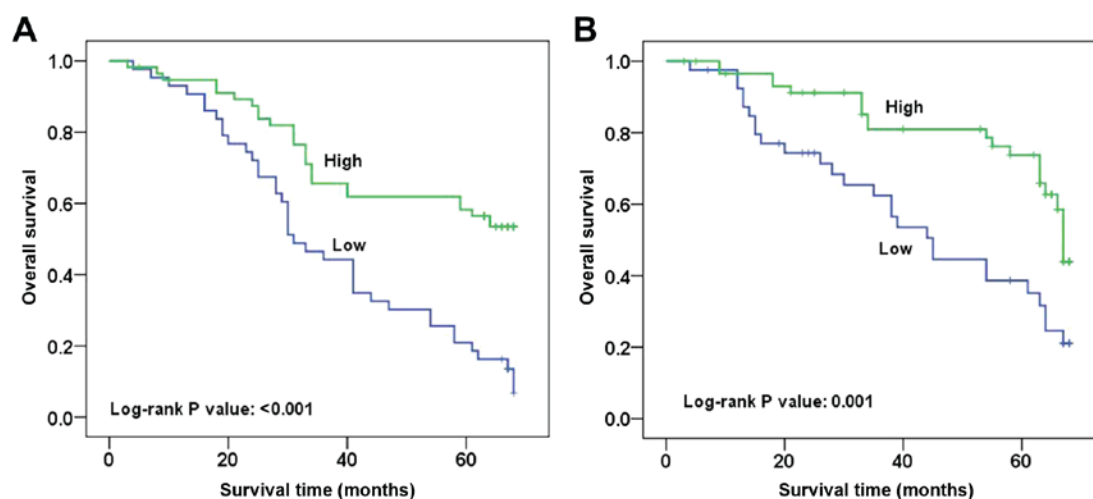 A
Overall survival
1.0
0.8
0.6
0.4
0.2
0.0
High
Low
Log-rank P value: <0.001
0
20
40
60
Survival time (months)
B
Overall survival
1.0
0.8
0.6
0.4
0.2
0.0
High
Low
Log-rank P value: 0.001
0
20
40
60
Survival time (months)